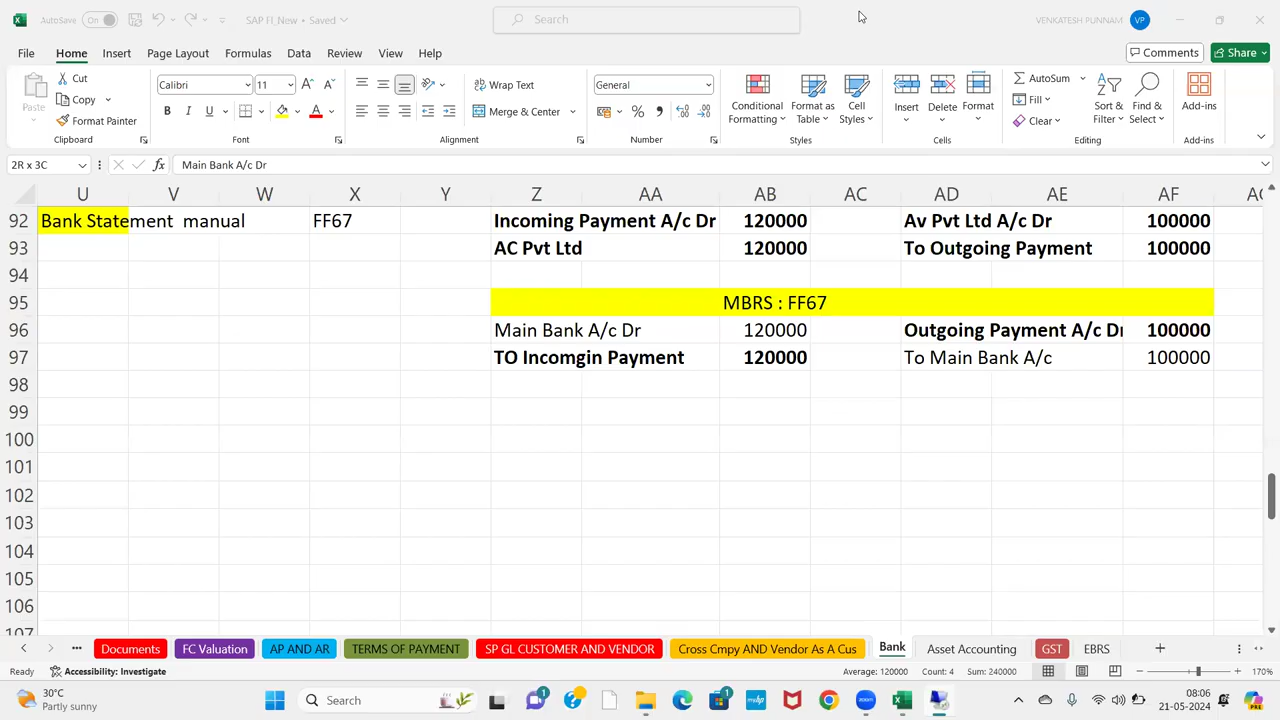 AutoSave On SAP FI_New • Saved Search VENKATESH PUNNAM VP
File Home Insert Page Layout Formulas Data Review View Help Comments Share
Paste Cut Copy Format Painter Clipboard
Calibri 11 A A B I U A Font
Wrap Text Merge & Center Alignment
General % , Number
Conditional Formatting Format as Table Cell Styles Styles
Insert Delete Format Cells
AutoSum Fill Clear Sort & Filter Find & Select Editing
Add-ins Add-ins
2R x 3C fx Main Bank A/c Dr
U V W X Y Z AA AB AC AD AE AF
92 Bank Statement manual FF67 Incoming Payment A/c Dr 120000 Av Pvt Ltd A/c Dr 100000
93 AC Pvt Ltd 120000 To Outgoing Payment 100000
94
95 MBRS : FF67
96 Main Bank A/c Dr 120000 Outgoing Payment A/c Dr 100000
97 TO Incomgin Payment 120000 To Main Bank A/c 100000
98
99
100
101
102
103
104
105
106
107
Documents FC Valuation AP AND AR TERMS OF PAYMENT SP GL CUSTOMER AND VENDOR Cross Cmpy AND Vendor As A Cus Bank Asset Accounting GST EBRS
Ready Accessibility: Investigate Average: 120000 Count: 4 Sum: 240000 170%
30°C
Partly sunny
Search
08:06
21-05-2024